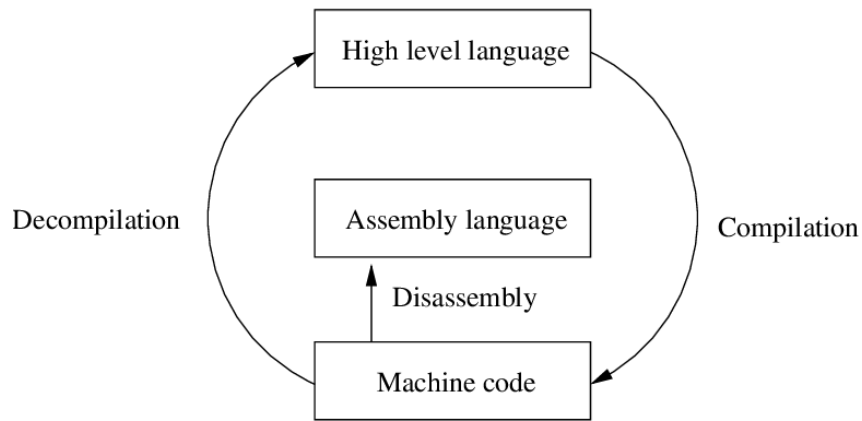 High level language
Assembly language
Decompilation
Compilation
Disassembly
Machine code